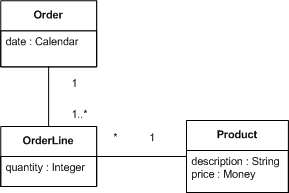 Order
date : Calendar
1
1..*
OrderLine
quantity : Integer
* 1
Product
description : String
price : Money